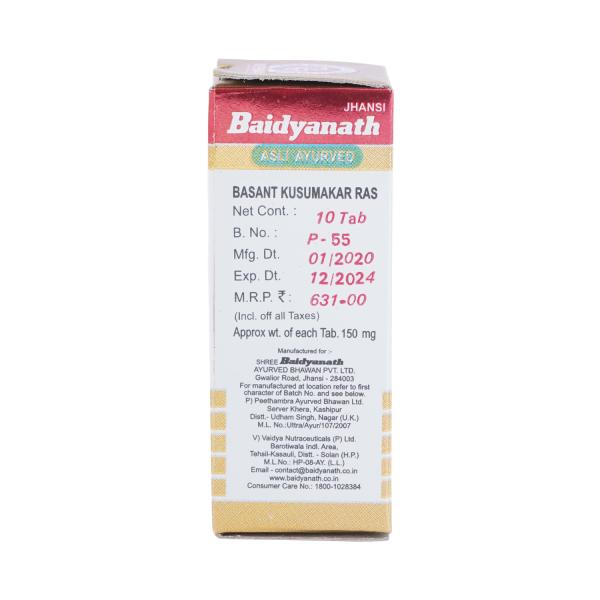 JHANSI
Baidyanath
ASLI AYURVED
BASANT KUSUMAKAR RAS
Net Cont. : 10 Tab
B. No. : P-55
Mfg. Dt. 01/2020
Exp. Dt. 12/2024
M.R.P. ₹: 631-00
(Incl. off all Taxes)
Approx wt. of each Tab. 150 mg
Manufactured for :-
SHREE Baidyanath
AYURVED BHAWAN PVT. LTD.
Gwalior Road, Jhansi - 284003
For manufactured at location refer to first
character of Batch No. and see below.
P) Peethambra Ayurved Bhawan Ltd.
Server Khera, Kashipur
Distt.- Udham Singh, Nagar (U.K.)
M.L. No.:Uttra/Ayur/107/2007
V) Vaidya Nutraceuticals (P) Ltd.
Barotiwala Indl. Area,
Tehsil-Kasauli, Distt. - Solan (H.P.)
M.L.No.: HP-08-AY. (L.L.)
Email - contact@baidyanath.co.in
www.baidyanath.co.in
Consumer Care No.: 1800-1028384